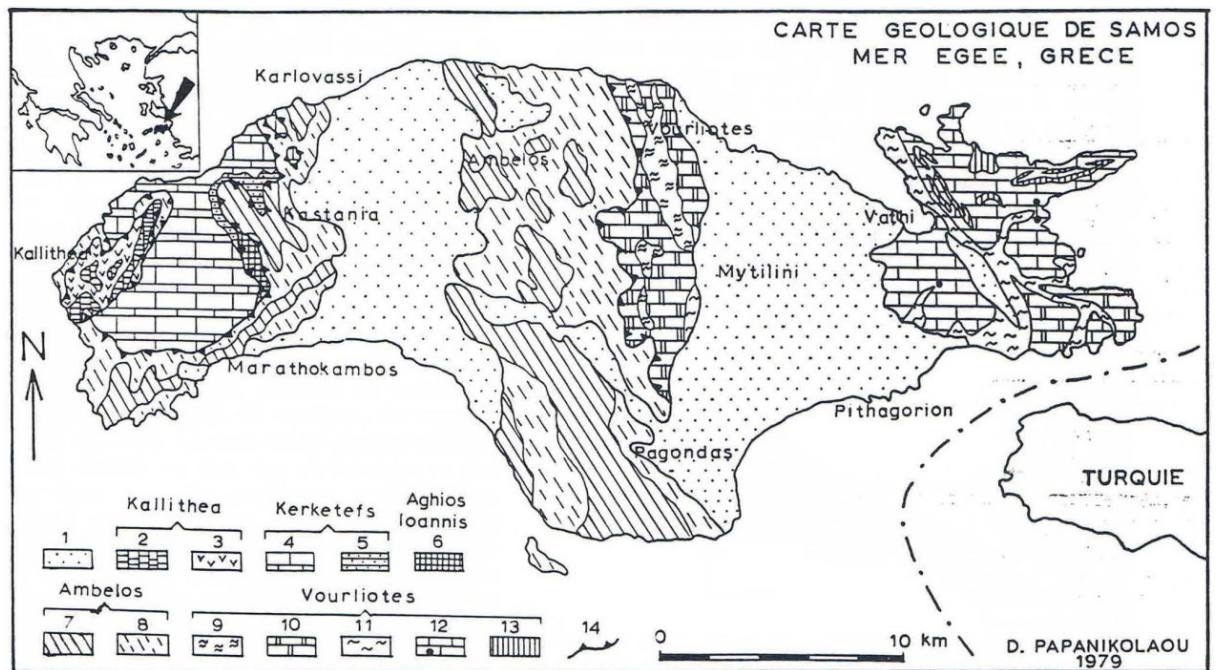 CARTE GEOLOGIQUE DE SAMOS
MER EGEE, GRECE
Karlovassi
Vourliotes
Ambelos
Kastania
Vathi
Kallithea
Mytilini
N
Marathokambos
Pithagorion
Pagondas
TURQUIE
Kallithea Kerketefs Aghios Ioannis
1 2 3 4 5 6
Ambelos Vourliotes
7 8 9 10 11 12 13 14
0 10 km
D. PAPANIKOLAOU
1979